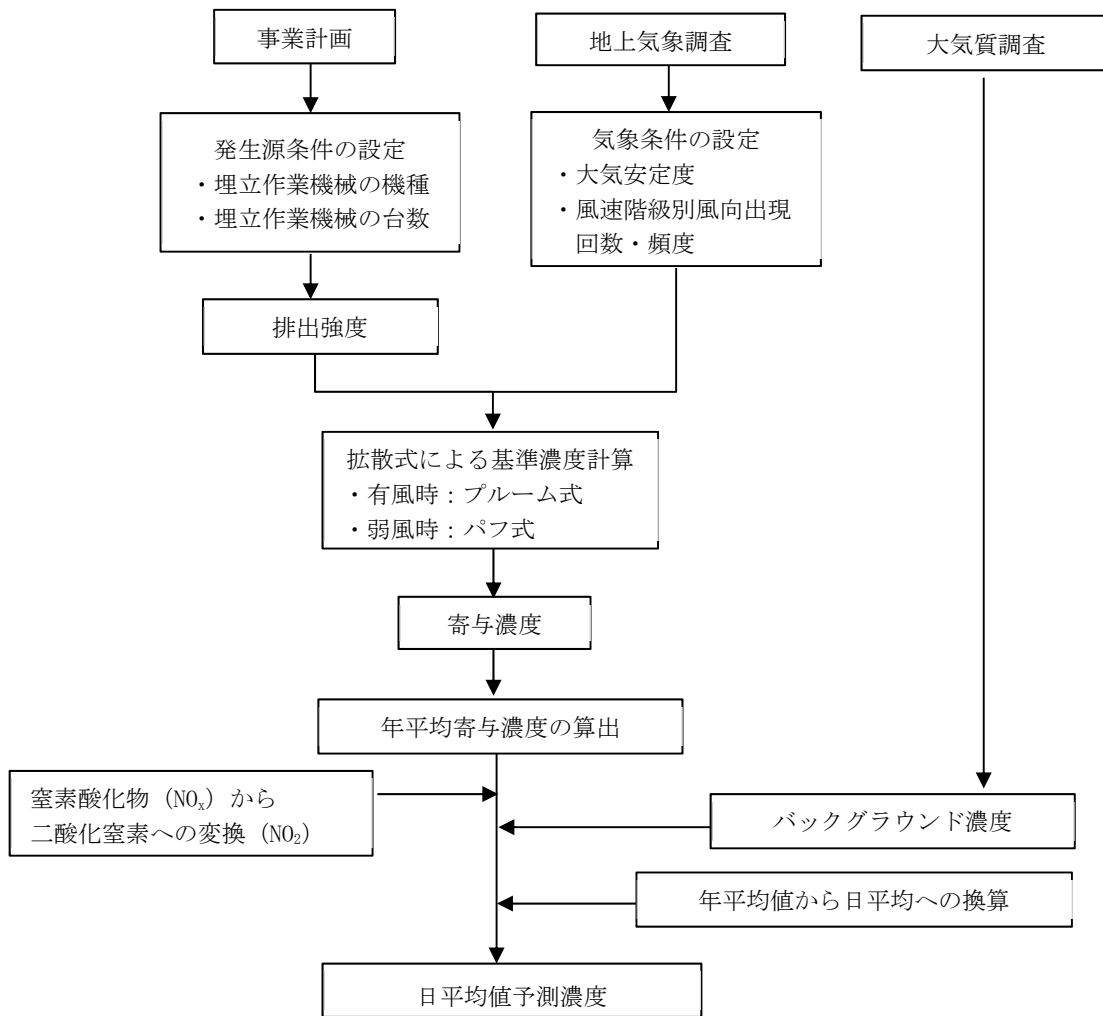 事業計画
地上気象調査
大気質調査
発生源条件の設定
・埋立作業機械の機種
・埋立作業機械の台数
気象条件の設定
・大気安定度
・風速階級別風向出現
回数・頻度
排出強度
拡散式による基準濃度計算
・有風時：プルーム式
・弱風時：パフ式
寄与濃度
年平均寄与濃度の算出
窒素酸化物（NOx）から
二酸化窒素への変換（NO2）
バックグラウンド濃度
年平均値から日平均への換算
日平均値予測濃度